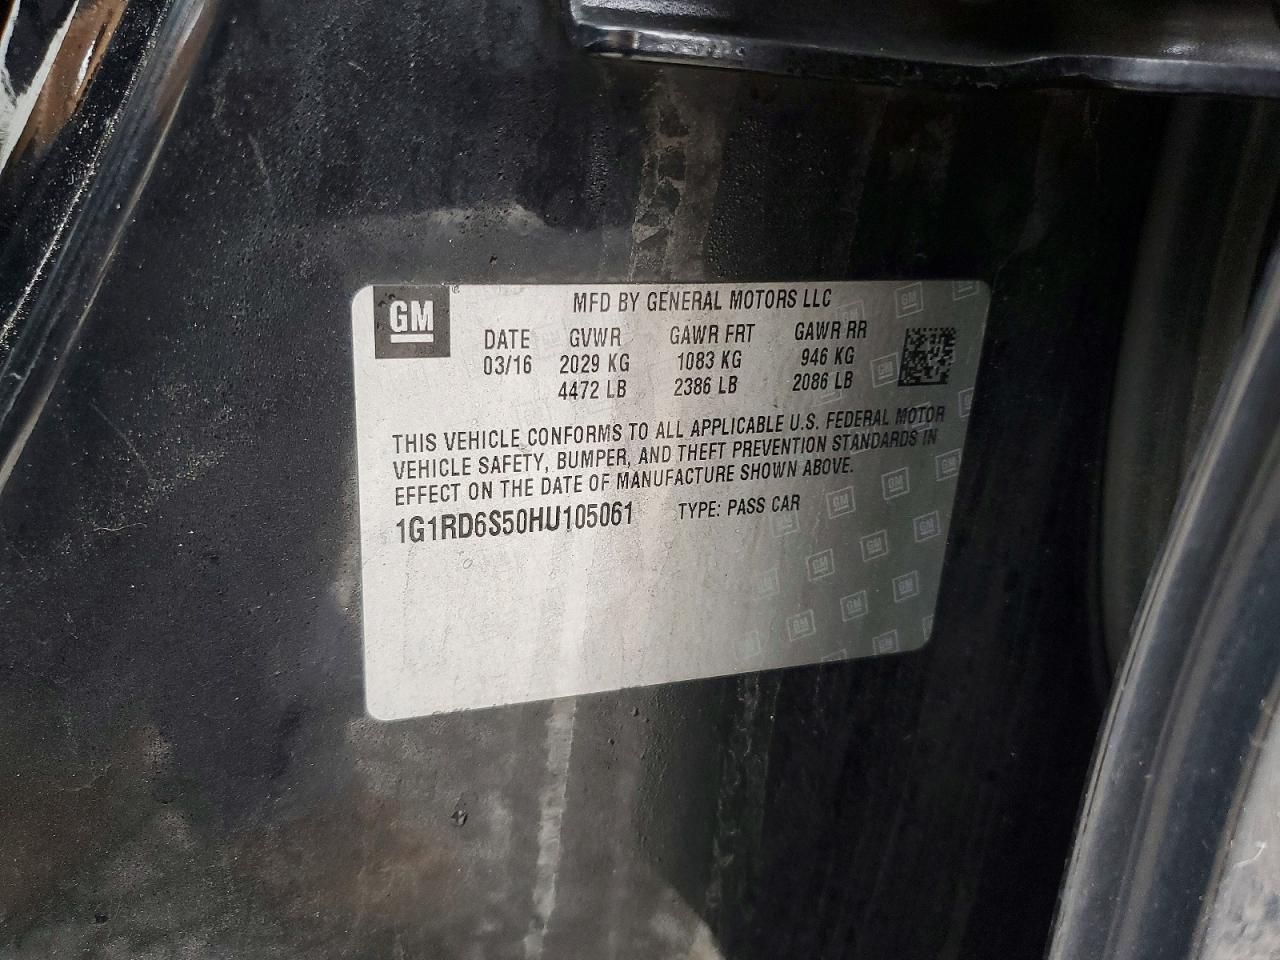 GM
MFD BY GENERAL MOTORS LLC
DATE GVWR GAWR FRT GAWR RR
03/16 2029 KG 1083 KG 946 KG
4472 LB 2386 LB 2086 LB
THIS VEHICLE CONFORMS TO ALL APPLICABLE U.S. FEDERAL MOTOR
VEHICLE SAFETY, BUMPER, AND THEFT PREVENTION STANDARDS IN
EFFECT ON THE DATE OF MANUFACTURE SHOWN ABOVE.
1G1RD6S50HU105061 TYPE: PASS CAR